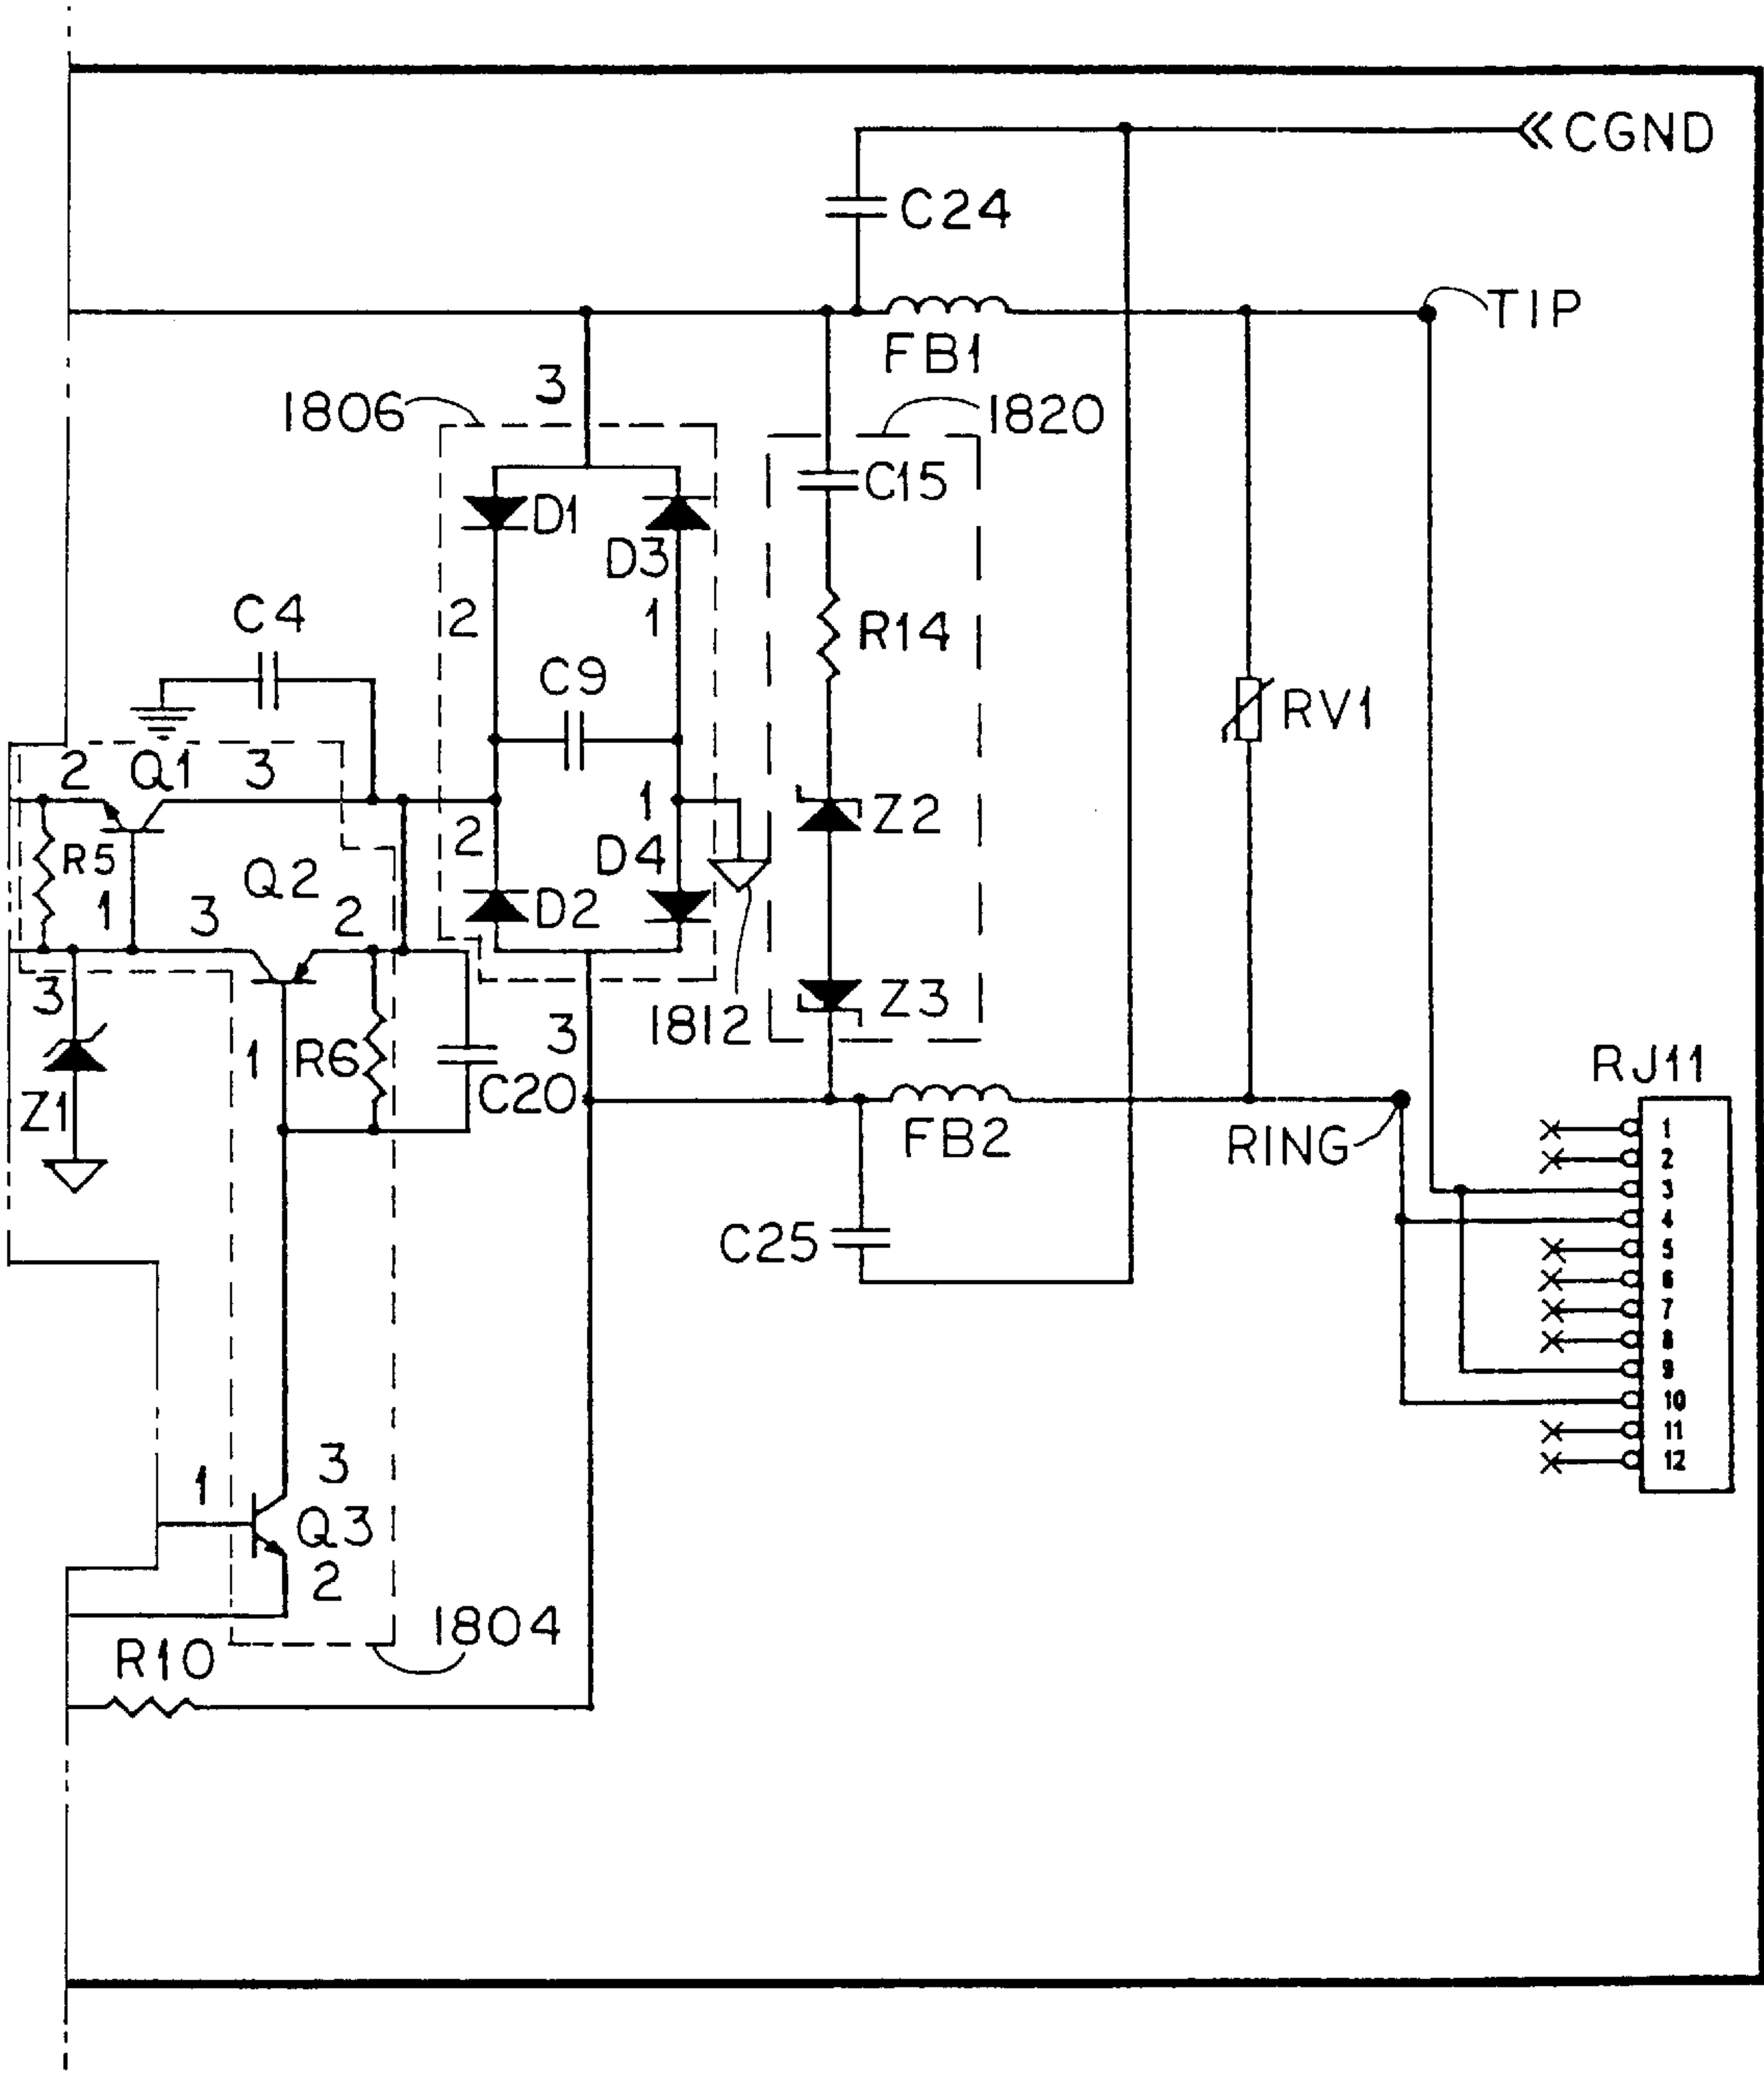 CGND
C24
TIP
FB1
3
1806
1820
C15
D1
D3
2
1
C4
R14
C9
RV1
2
Q1
3
1
Z2
2
R5
D4
Q2
1
3
2
D2
3
Z3
1812
3
1
R6
RJ11
C20
Z1
FB2
RING
1
2
3
4
C25
5
6
7
8
9
10
11
12
3
1
Q3
2
1804
R10